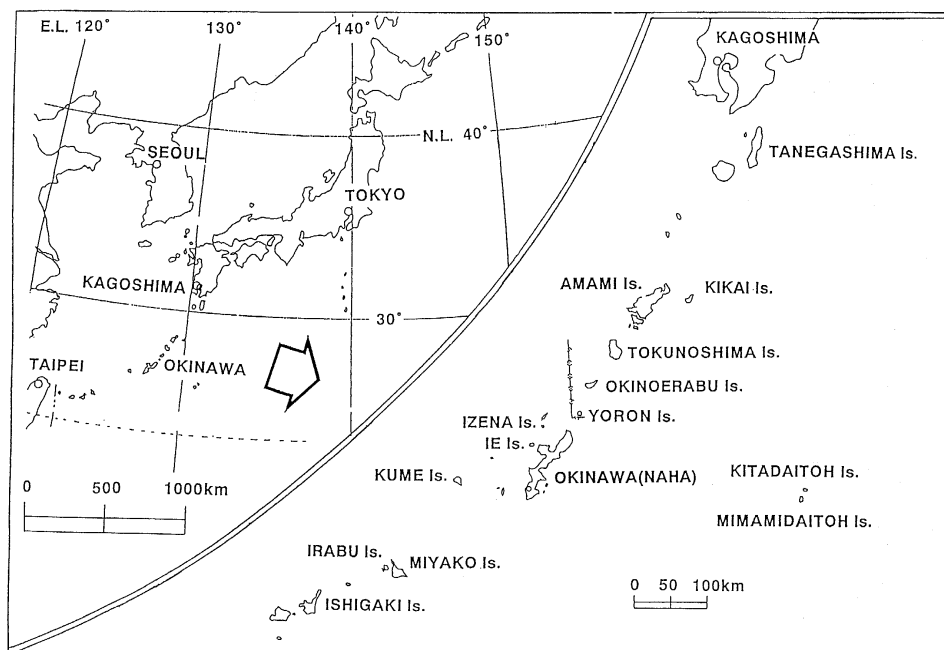 E.L. 120°
130°
140°
150°
N.L. 40°
SEOUL
TOKYO
KAGOSHIMA
30°
TAIPEI
OKINAWA
0 500 1000km
KAGOSHIMA
TANEGASHIMA Is.
AMAMI Is.
KIKAI Is.
TOKUNOSHIMA Is.
OKINOERABU Is.
YORON Is.
IZENA Is.
IE Is.
KUME Is.
OKINAWA(NAHA)
KITADAITOH Is.
MIMAMIDAITOH Is.
IRABU Is.
MIYAKO Is.
ISHIGAKI Is.
0 50 100km